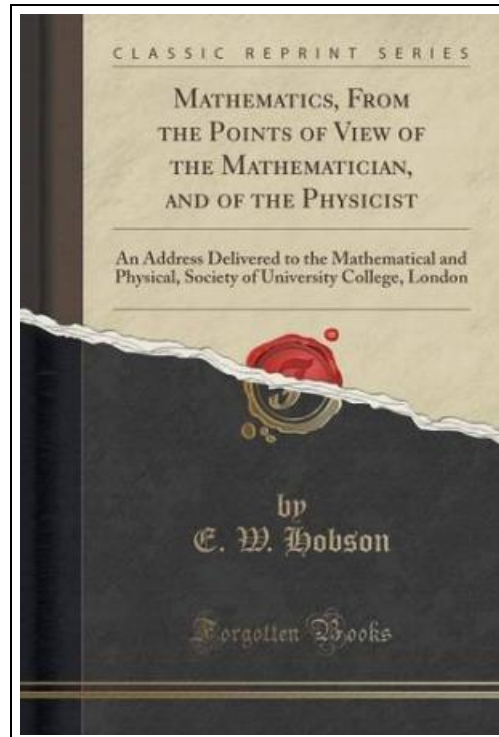 CLASSIC REPRINT SERIES
MATHEMATICS, FROM
THE POINTS OF VIEW OF
THE MATHEMATICIAN,
AND OF THE PHYSICIST
An Address Delivered to the Mathematical and
Physical, Society of University College, London
by
E. W. Hobson
Forgotten Books